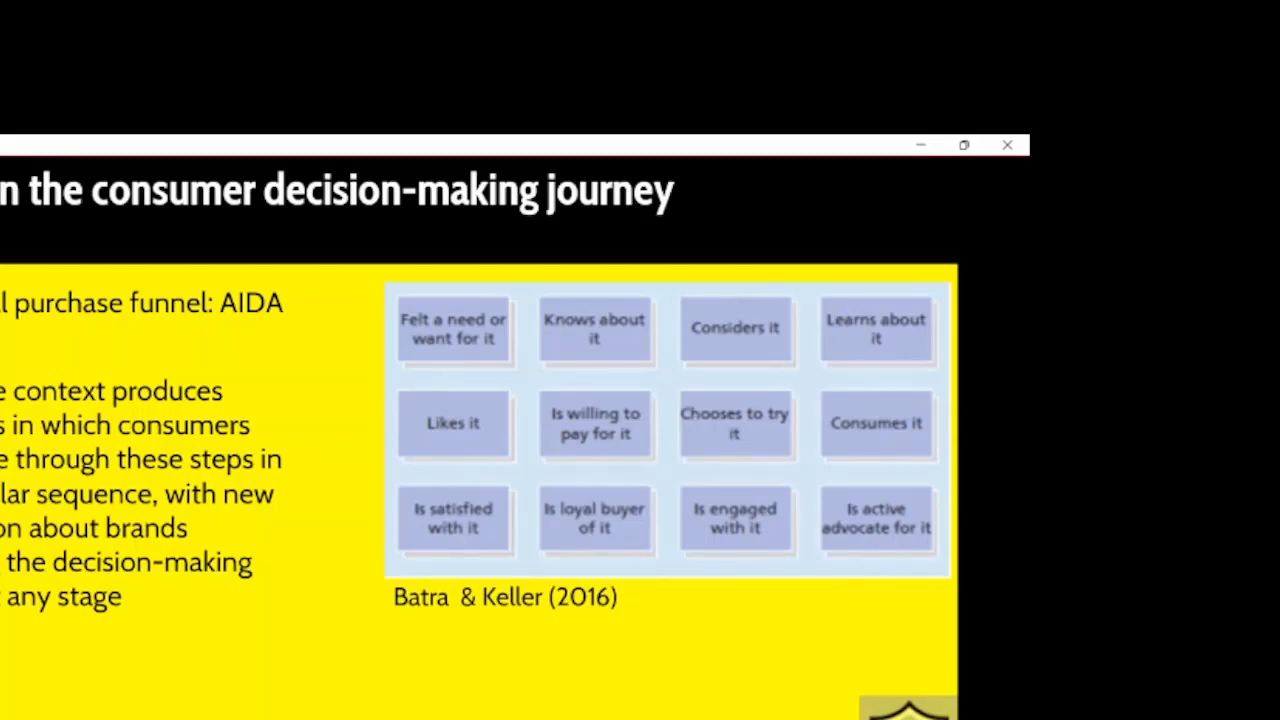 n the consumer decision-making journey
l purchase funnel: AIDA
e context produces
s in which consumers
e through these steps in
lar sequence, with new
on about brands
the decision-making
any stage
Felt a need or
want for it
Knows about
it
Considers it
Learns about
it
Likes it
Is willing to
pay for it
Chooses to try
it
Consumes it
Is satisfied
with it
Is loyal buyer
of it
Is engaged
with it
Is active
advocate for it
Batra & Keller (2016)